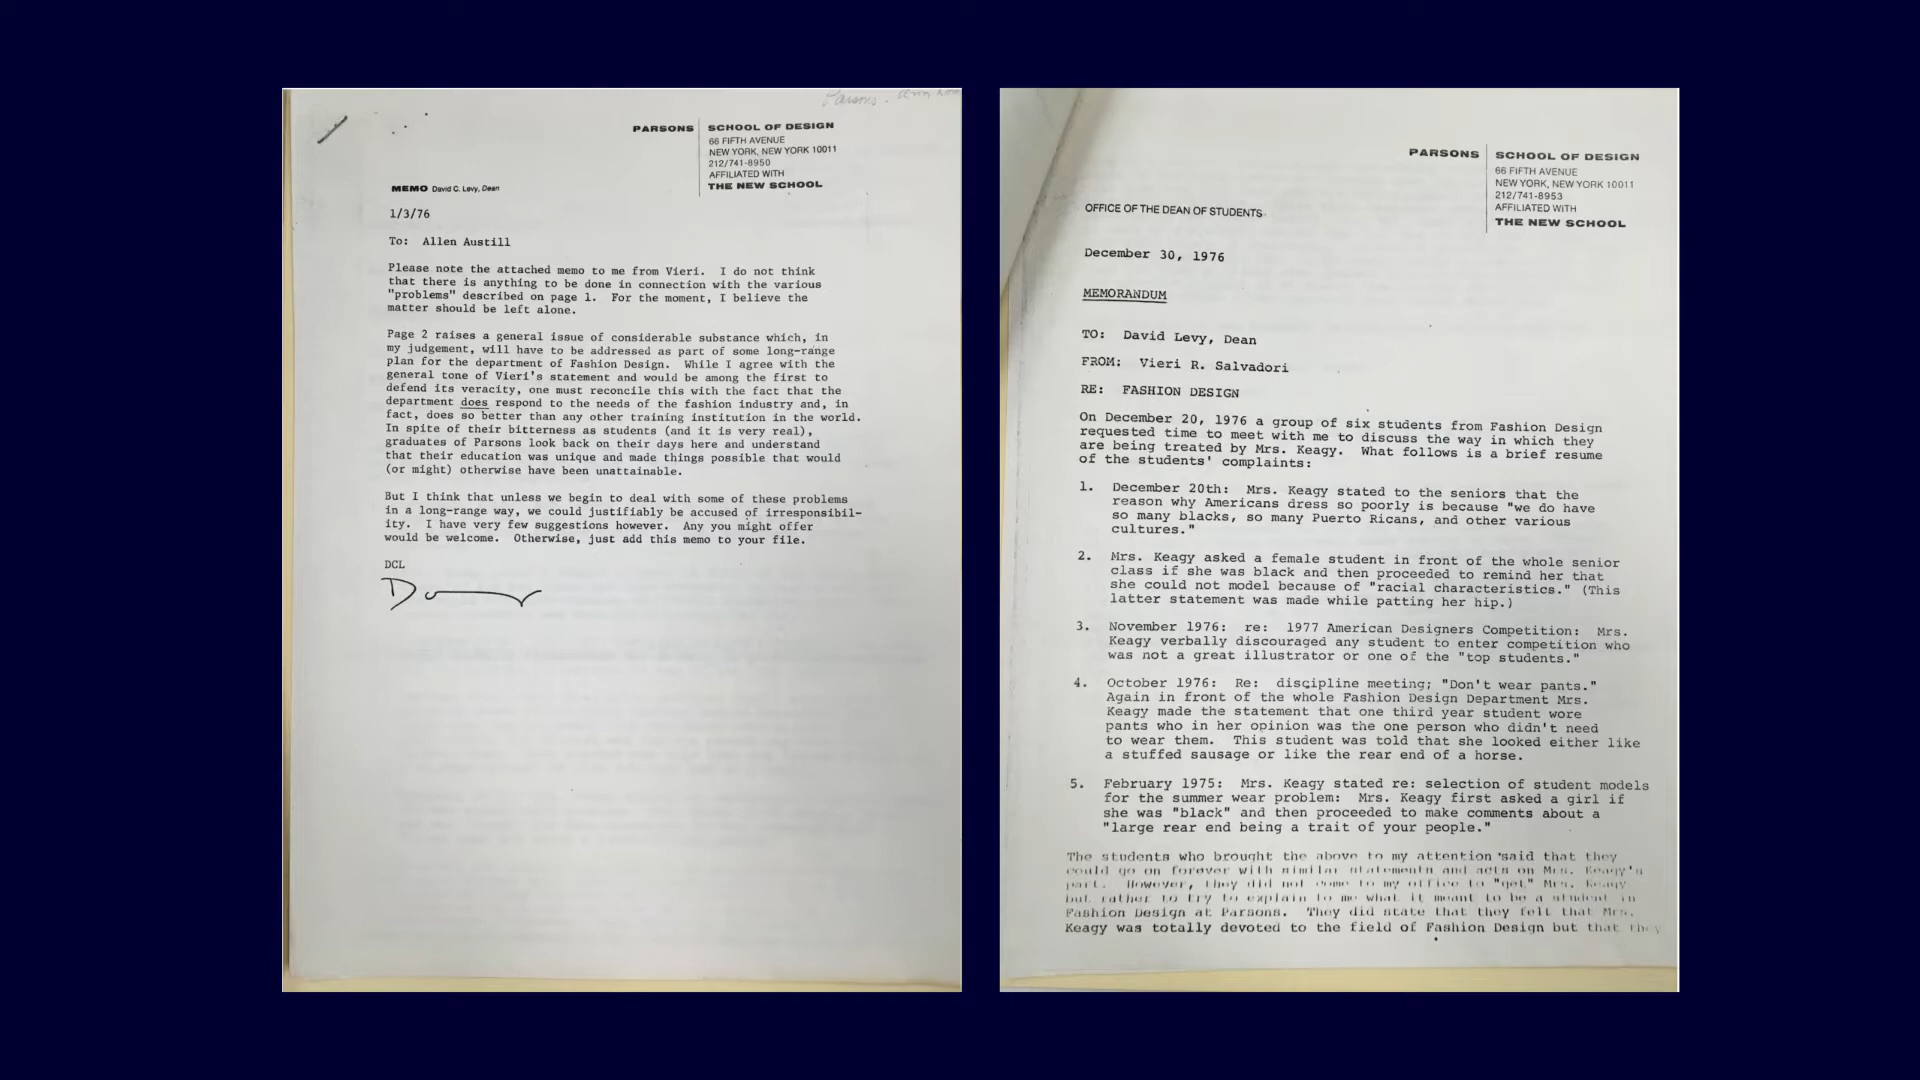 Parsons.
PARSONS
SCHOOL OF DESIGN
66 FIFTH AVENUE
NEW YORK, NEW YORK 10011
212/741-8950
AFFILIATED WITH
THE NEW SCHOOL
MEMO David C. Levy, Dean
1/3/76
To: Allen Austill
Please note the attached memo to me from Vieri. I do not think
that there is anything to be done in connection with the various
"problems" described on page 1. For the moment, I believe the
matter should be left alone.
Page 2 raises a general issue of considerable substance which, in
my judgement, will have to be addressed as part of some long-range
plan for the department of Fashion Design. While I agree with the
general tone of Vieri's statement and would be among the first to
defend its veracity, one must reconcile this with the fact that the
department does respond to the needs of the fashion industry and, in
fact, does so better than any other training institution in the world.
In spite of their bitterness as students (and it is very real),
graduates of Parsons look back on their days here and understand
that their education was unique and made things possible that would
(or might) otherwise have been unattainable.
But I think that unless we begin to deal with some of these problems
in a long-range way, we could justifiably be accused of irresponsibil-
ity. I have very few suggestions however. Any you might offer
would be welcome. Otherwise, just add this memo to your file.
DCL
PARSONS
SCHOOL OF DESIGN
66 FIFTH AVENUE
NEW YORK, NEW YORK 10011
212/741-8953
AFFILIATED WITH
THE NEW SCHOOL
OFFICE OF THE DEAN OF STUDENTS
December 30, 1976
MEMORANDUM
TO: David Levy, Dean
FROM: Vieri R. Salvadori
RE: FASHION DESIGN
On December 20, 1976 a group of six students from Fashion Design
requested time to meet with me to discuss the way in which they
are being treated by Mrs. Keagy. What follows is a brief resume
of the students' complaints:
1. December 20th: Mrs. Keagy stated to the seniors that the
reason why Americans dress so poorly is because "we do have
so many blacks, so many Puerto Ricans, and other various
cultures."
2. Mrs. Keagy asked a female student in front of the whole senior
class if she was black and then proceeded to remind her that
she could not model because of "racial characteristics." (This
latter statement was made while patting her hip.)
3. November 1976: re: 1977 American Designers Competition: Mrs.
Keagy verbally discouraged any student to enter competition who
was not a great illustrator or one of the "top students."
4. October 1976: Re: discipline meeting; "Don't wear pants."
Again in front of the whole Fashion Design Department Mrs.
Keagy made the statement that one third year student wore
pants who in her opinion was the one person who didn't need
to wear them. This student was told that she looked either like
a stuffed sausage or like the rear end of a horse.
5. February 1975: Mrs. Keagy stated re: selection of student models
for the summer wear problem: Mrs. Keagy first asked a girl if
she was "black" and then proceeded to make comments about a
"large rear end being a trait of your people."
The students who brought the above to my attention said that they
could go on forever with similar statements and acts on Mrs. Keagy's
part. However, they did not come to my office to "get" Mrs. Keagy
but rather to try to explain to me what it meant to be a student in
Fashion Design at Parsons. They did state that they felt that Mrs.
Keagy was totally devoted to the field of Fashion Design but that they